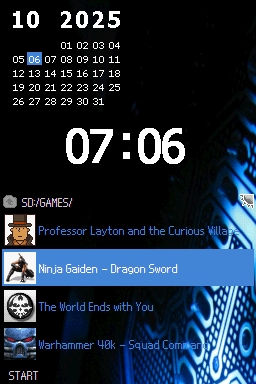 10 2025
01 02 03 04
05 06 07 08 09 10 11
12 13 14 15 16 17 18
19 20 21 22 23 24 25
26 27 28 29 30 31
07:06
SD:/GAMES/
Professor Layton and the Curious Village
Ninja Gaiden - Dragon Sword
The World Ends with You
Warhammer 40k - Squad Command
START